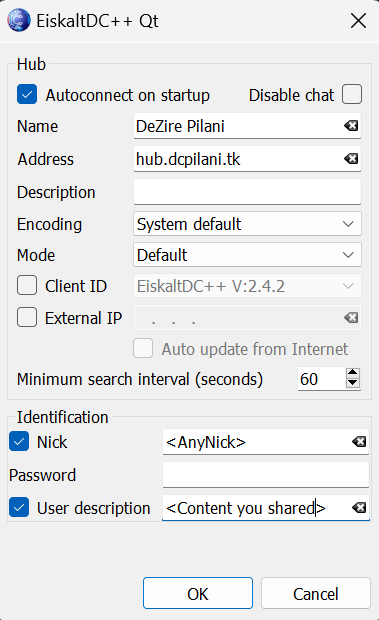 EiskaltDC++ Qt
Hub
Autoconnect on startup Disable chat
Name DeZire Pilani
Address hub.dcpilani.tk
Description
Encoding System default
Mode Default
Client ID EiskaltDC++ V:2.4.2
External IP . . .
Auto update from Internet
Minimum search interval (seconds) 60
Identification
Nick <AnyNick>
Password
User description <Content you shared>
OK Cancel